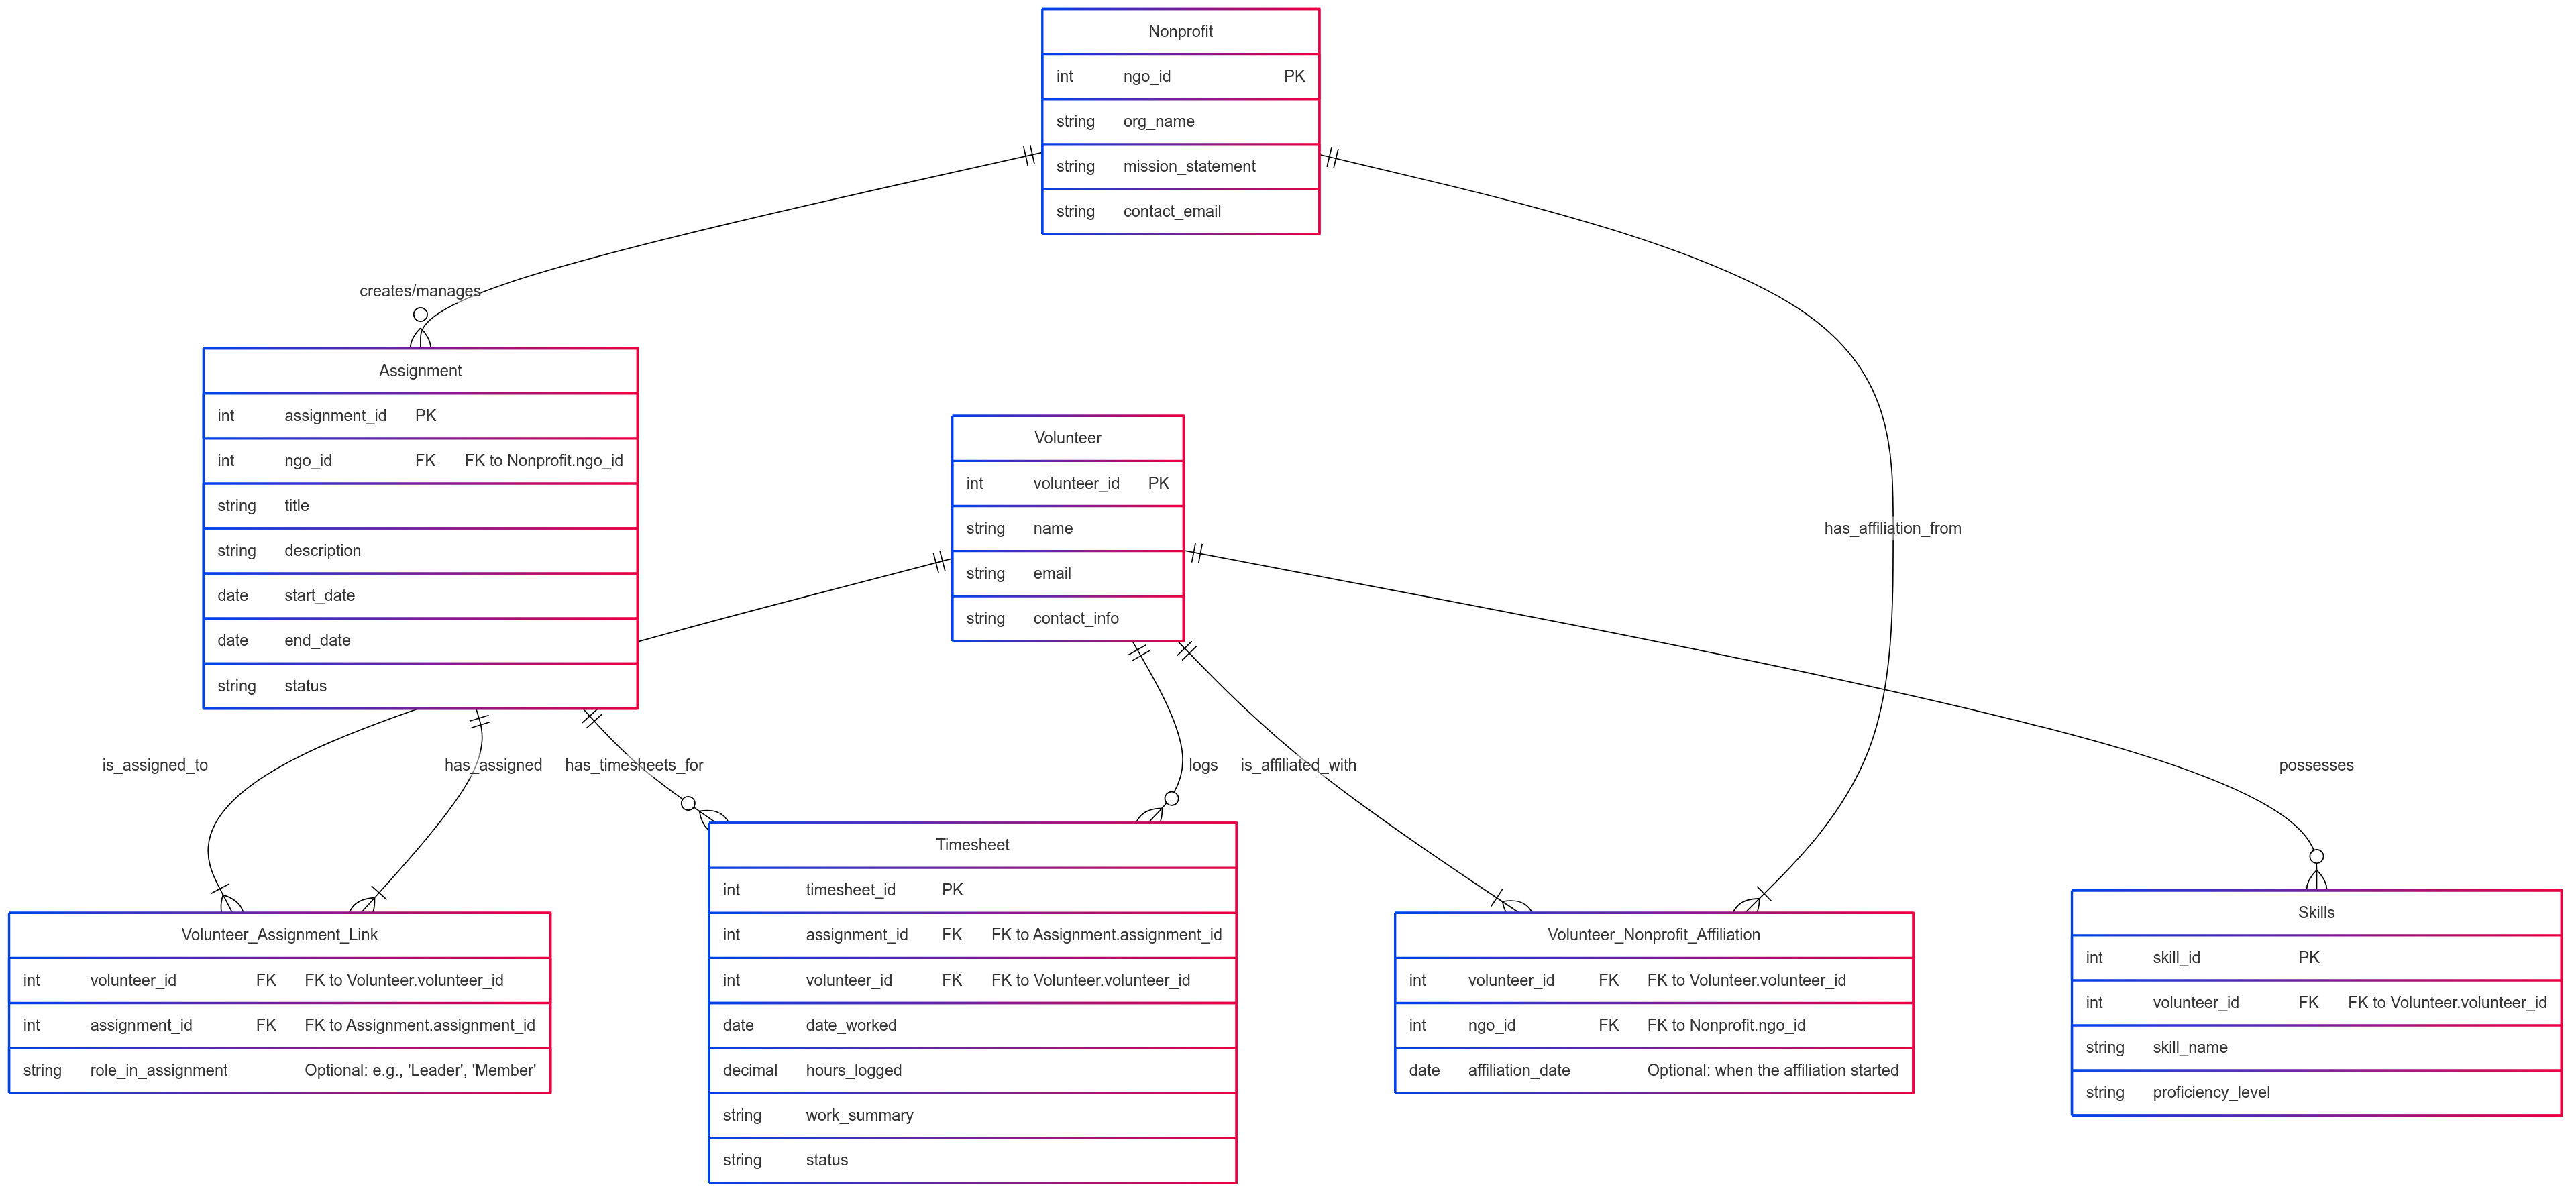 Nonprofit
int ngo_id PK
string org_name
string mission_statement
string contact_email
creates/manages
Assignment
int assignment_id PK
int ngo_id FK FK to Nonprofit.ngo_id
string title
string description
date start_date
date end_date
string status
Volunteer
int volunteer_id PK
string name
string email
string contact_info
has_affiliation_from
is_assigned_to
has_assigned
has_timesheets_for
logs
is_affiliated_with
possesses
Volunteer_Assignment_Link
int volunteer_id FK FK to Volunteer.volunteer_id
int assignment_id FK FK to Assignment.assignment_id
string role_in_assignment Optional: e.g., 'Leader', 'Member'
Timesheet
int timesheet_id PK
int assignment_id FK FK to Assignment.assignment_id
int volunteer_id FK FK to Volunteer.volunteer_id
date date_worked
decimal hours_logged
string work_summary
string status
Volunteer_Nonprofit_Affiliation
int volunteer_id FK FK to Volunteer.volunteer_id
int ngo_id FK FK to Nonprofit.ngo_id
date affiliation_date Optional: when the affiliation started
Skills
int skill_id PK
int volunteer_id FK FK to Volunteer.volunteer_id
string skill_name
string proficiency_level